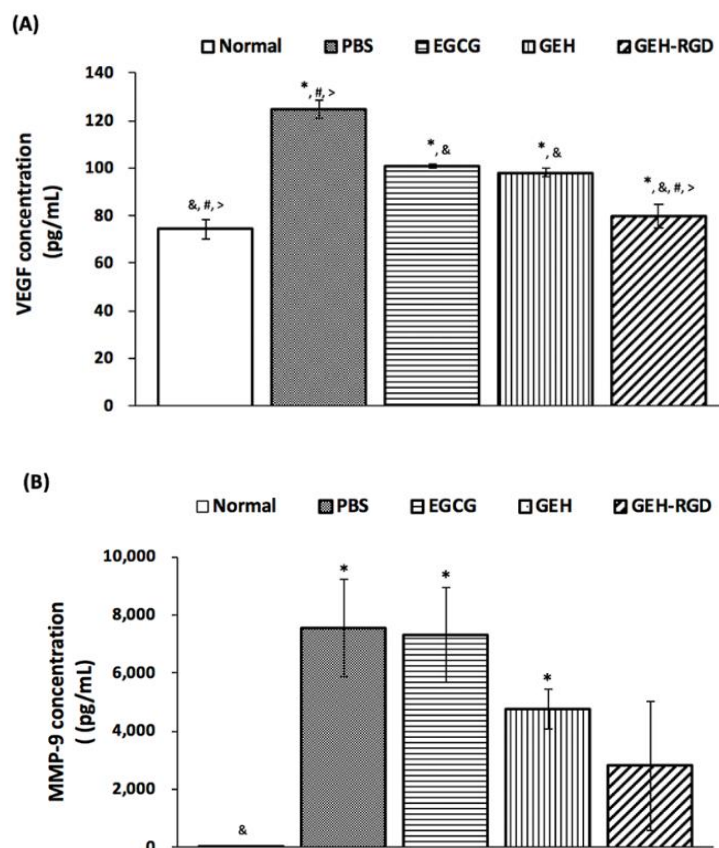 (A)
Normal PBS EGCG GEH GEH-RGD
VEGF concentration
(pg/mL)
140
120
100
80
60
40
20
0
&, #, >
*, #, >
*, &
*, &
*, &, #, >
(B)
Normal PBS EGCG GEH GEH-RGD
MMP-9 concentration
( (pg/mL)
10,000
8,000
6,000
4,000
2,000
0
&
*
*
*